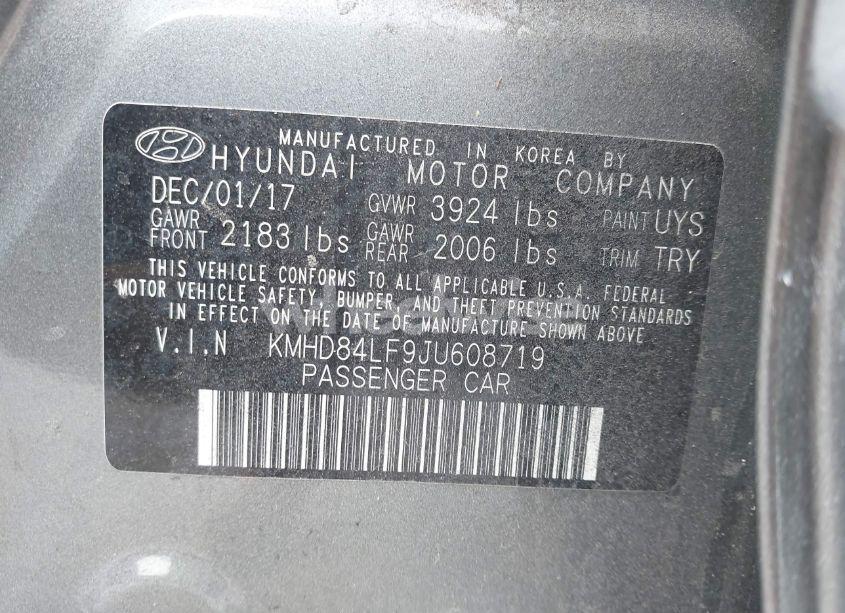 MANUFACTURED IN KOREA BY
HYUNDAI MOTOR COMPANY
DEC/01/17 GVWR 3924 lbs PAINT UYS
GAWR FRONT 2183 lbs GAWR REAR 2006 lbs TRIM TRY
THIS VEHICLE CONFORMS TO ALL APPLICABLE U.S.A. FEDERAL
MOTOR VEHICLE SAFETY, BUMPER, AND THEFT PREVENTION STANDARDS
IN EFFECT ON THE DATE OF MANUFACTURE SHOWN ABOVE
V.I.N KMHD84LF9JU608719
PASSENGER CAR